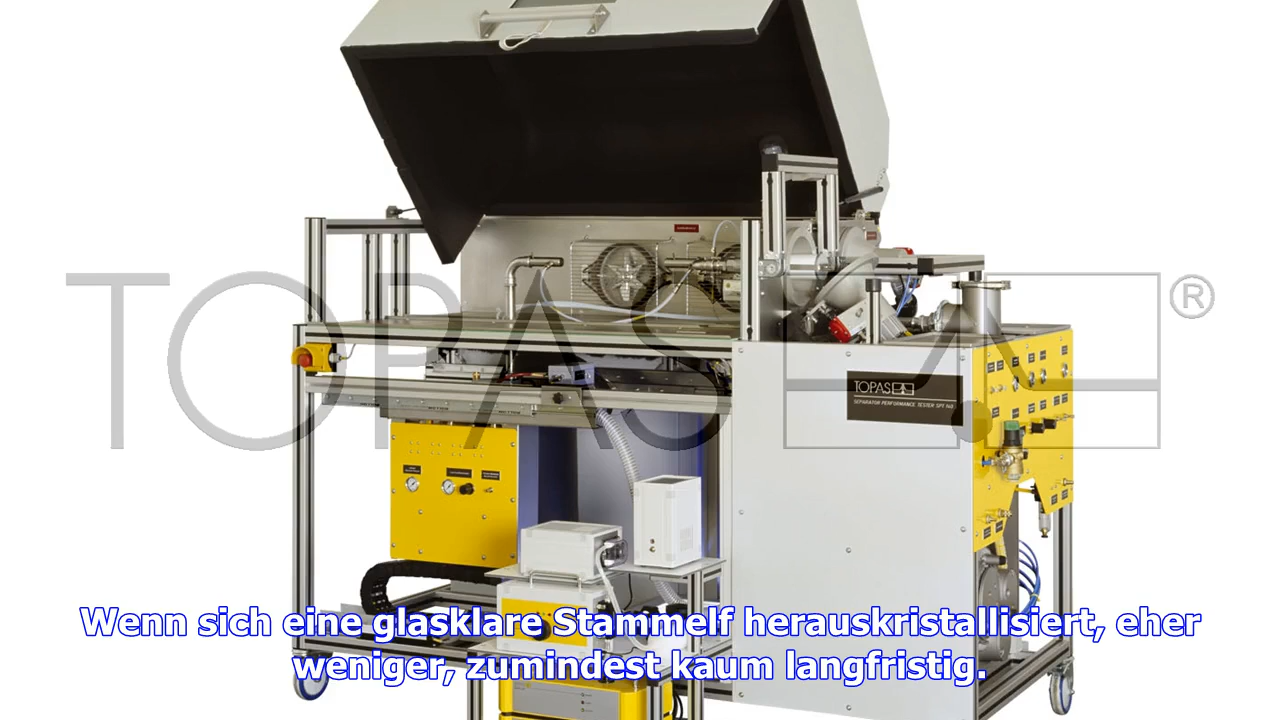 TOPAS ®
TOPAS
SEPARATOR PERFORMANCE TESTER SPT 140
Wenn sich eine glasklare Stammelf herauskristallisiert, eher
weniger, zumindest kaum langfristig.